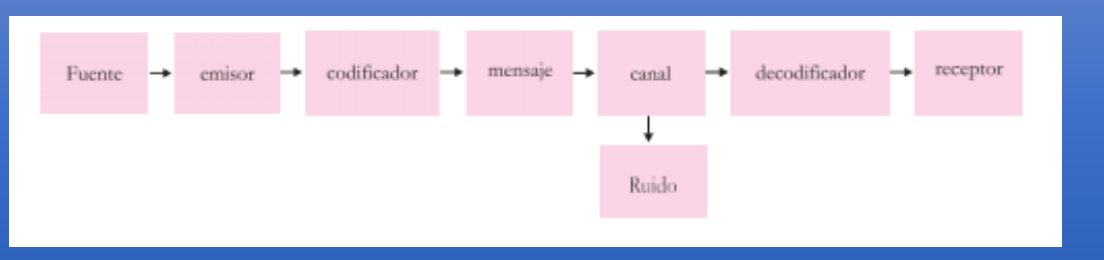 Fuente
emisor
codificador
mensaje
canal
decodificador
receptor
Ruido